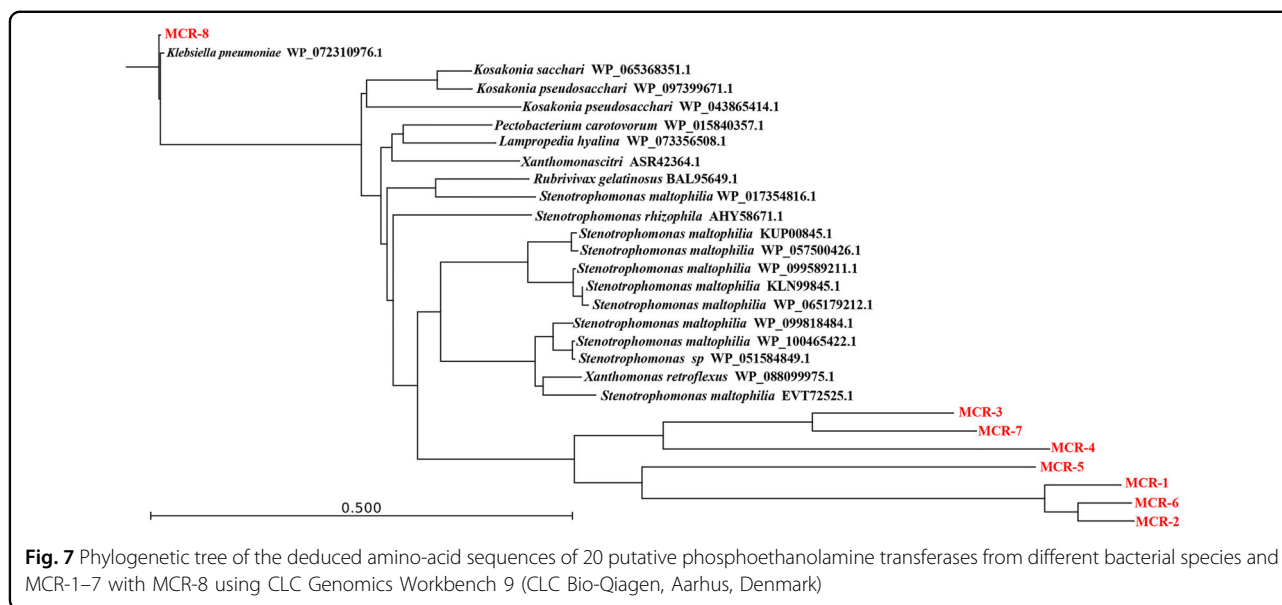 MCR-8
Klebsiella pneumoniae WP_072310976.1
Kosakonia sacchari WP_065368351.1
Kosakonia pseudosacchari WP_097399671.1
Kosakonia pseudosacchari WP_043865414.1
Pectobacterium carotovorum WP_015840357.1
Lampropedia hyalina WP_073356508.1
Xanthomonascitri ASR42364.1
Rubrivivax gelatinosus BAL95649.1
Stenotrophomonas maltophilia WP_017354816.1
Stenotrophomonas rhizophila AHY58671.1
Stenotrophomonas maltophilia KUP00845.1
Stenotrophomonas maltophilia WP_057500426.1
Stenotrophomonas maltophilia WP_099589211.1
Stenotrophomonas maltophilia KLN99845.1
Stenotrophomonas maltophilia WP_065179212.1
Stenotrophomonas maltophilia WP_099818484.1
Stenotrophomonas maltophilia WP_100465422.1
Stenotrophomonas sp WP_051584849.1
Xanthomonas retroflexus WP_088099975.1
Stenotrophomonas maltophilia EVT72525.1
MCR-3
MCR-7
MCR-4
MCR-5
MCR-1
MCR-6
MCR-2
0.500
Fig. 7 Phylogenetic tree of the deduced amino-acid sequences of 20 putative phosphoethanolamine transferases from different bacterial species and
MCR-1–7 with MCR-8 using CLC Genomics Workbench 9 (CLC Bio-Qiagen, Aarhus, Denmark)